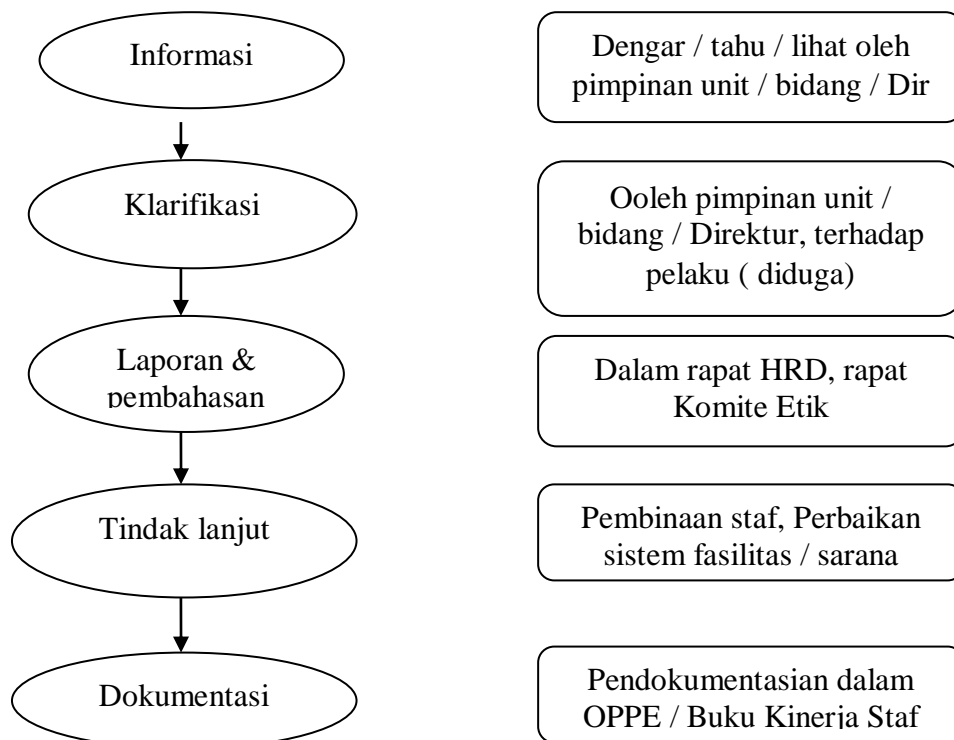 Informasi
Dengar / tahu / lihat oleh
pimpinan unit / bidang / Dir
Klarifikasi
Ooleh pimpinan unit /
bidang / Direktur, terhadap
pelaku ( diduga)
Laporan &
pembahasan
Dalam rapat HRD, rapat
Komite Etik
Tindak lanjut
Pembinaan staf, Perbaikan
sistem fasilitas / sarana
Dokumentasi
Pendokumentasian dalam
OPPE / Buku Kinerja Staf